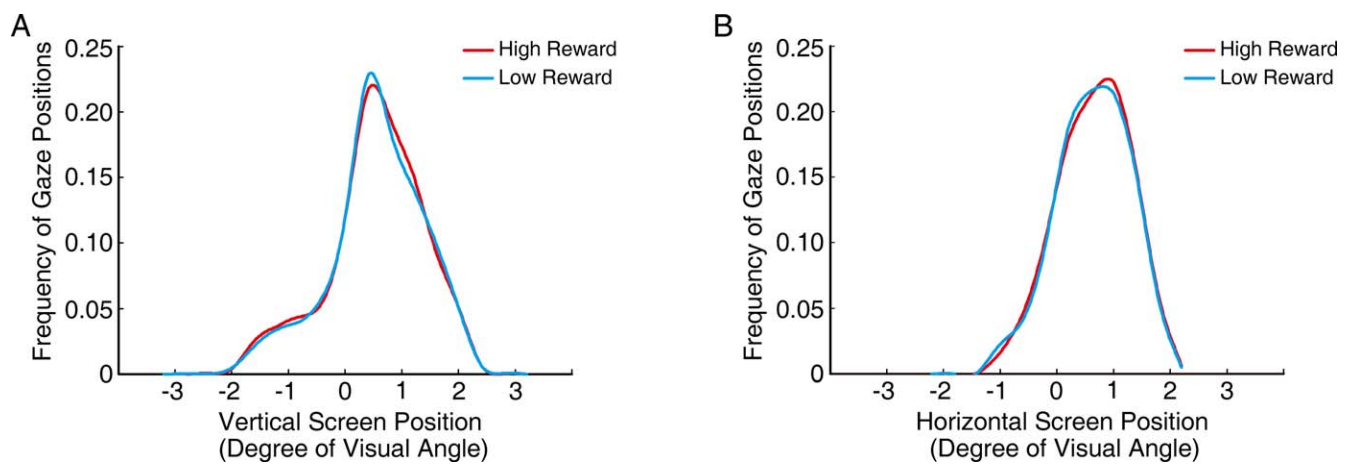 A
Frequency of Gaze Positions
0.25
0.20
0.15
0.10
0.05
0
High Reward
Low Reward
-3 -2 -1 0 1 2 3
Vertical Screen Position
(Degree of Visual Angle)
B
Frequency of Gaze Positions
0.25
0.20
0.15
0.10
0.05
0
High Reward
Low Reward
-3 -2 -1 0 1 2 3
Horizontal Screen Position
(Degree of Visual Angle)